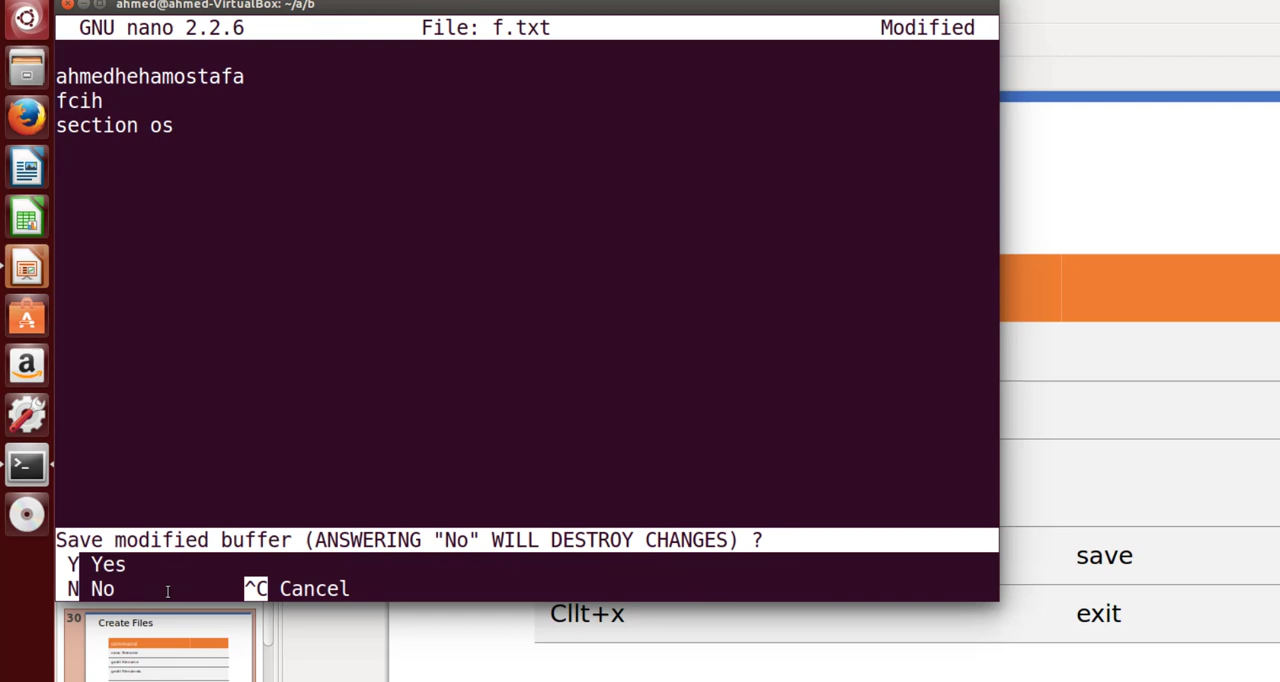 ahmed@ahmed-VirtualBox: ~/a/b
GNU nano 2.2.6 File: f.txt Modified
ahmedhehamostafa
fcih
section os
Save modified buffer (ANSWERING "No" WILL DESTROY CHANGES) ?
Y Yes
N No ^C Cancel
save
Cllt+x exit
30 Create Files